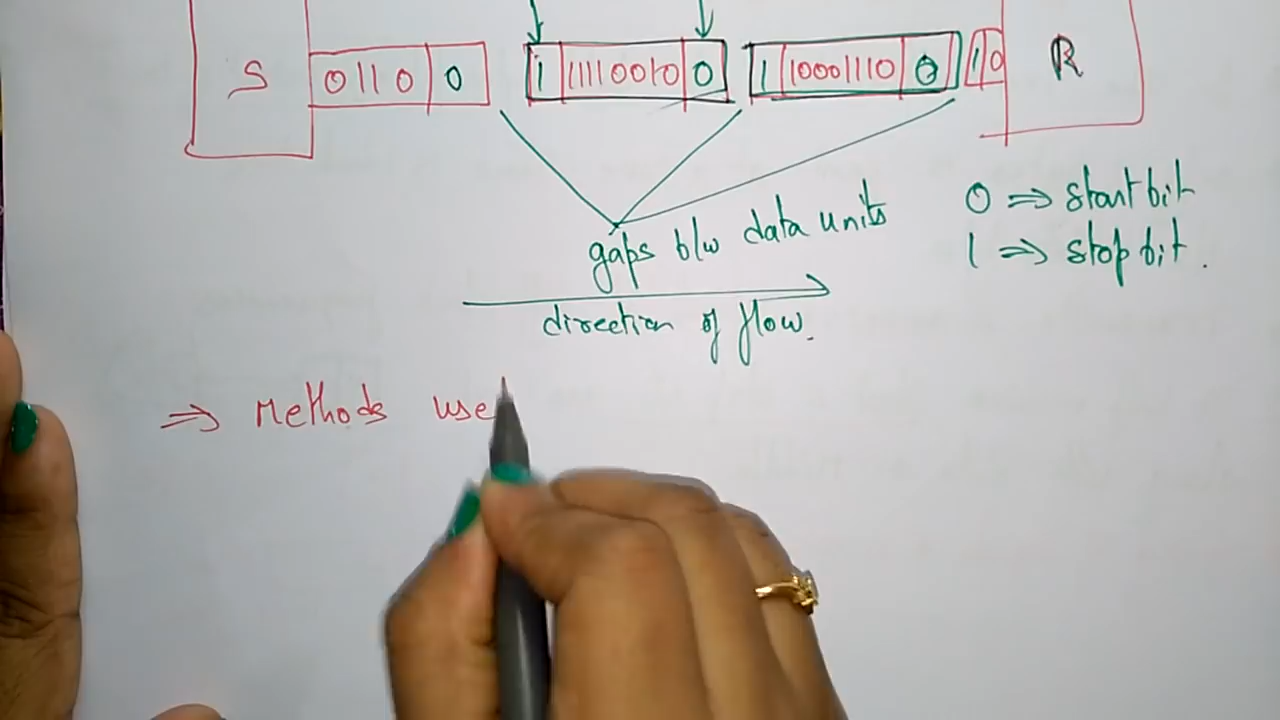 S 0110 0 1 11110010 0 1 10001110 0 1 0 R
0 ⇒ start bit
1 ⇒ stop bit.
gaps b/w data units
direction of flow.
⇒ Methods use